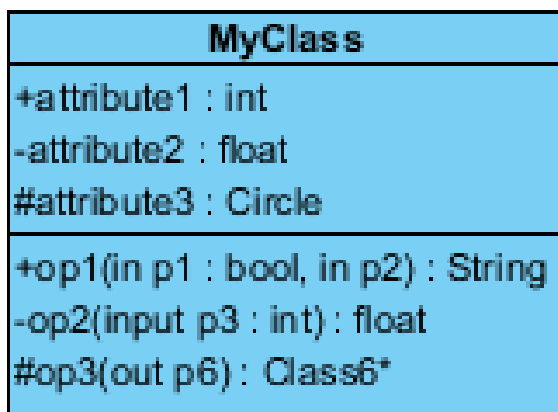 MyClass
+attribute1 : int
-attribute2 : float
#attribute3 : Circle
+op1(in p1 : bool, in p2) : String
-op2(input p3 : int) : float
#op3(out p6) : Class6*